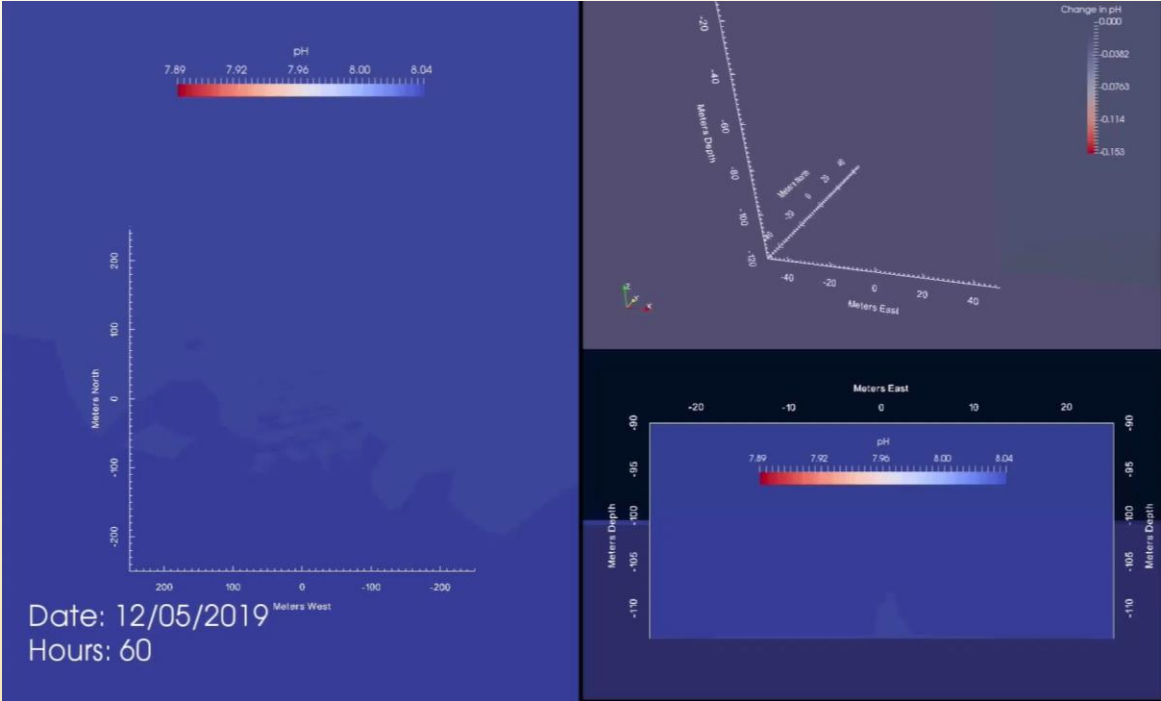 pH
7.89 7.92 7.96 8.00 8.04
200
100
0
-100
-200
Meters North
200 100 0 -100 -200
Meters West
Date: 12/05/2019
Hours: 60
Change in pH
-0.000
-0.0382
-0.0763
-0.114
-0.153
-20
-40
-60
-80
-100
-120
Meters Depth
-20 0 20 40
Meters North
-40 -20 0 20 40
Meters East
Z
X
Meters East
-20 -10 0 10 20
pH
7.89 7.92 7.96 8.00 8.04
-90
-95
-100
-105
-110
Meters Depth
-90
-95
-100
-105
-110
Meters Depth